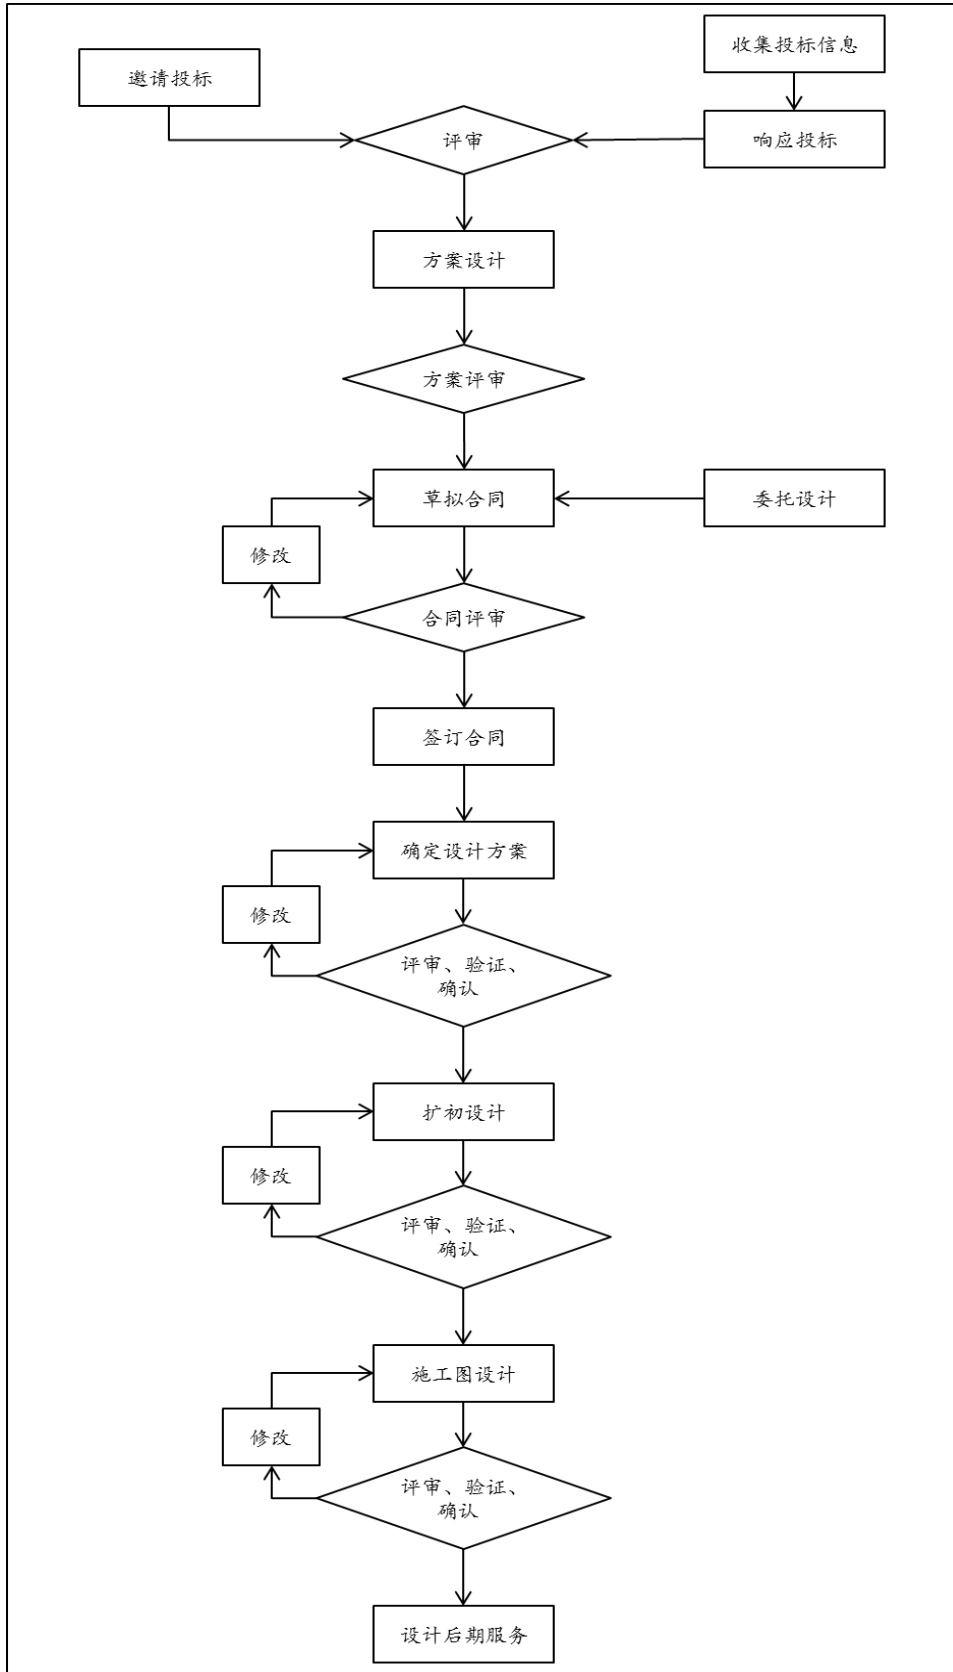 收集投标信息
邀请投标
评审
响应投标
方案设计
方案评审
草拟合同
委托设计
修改
合同评审
签订合同
确定设计方案
修改
评审、验证、
确认
扩初设计
修改
评审、验证、
确认
施工图设计
修改
评审、验证、
确认
设计后期服务